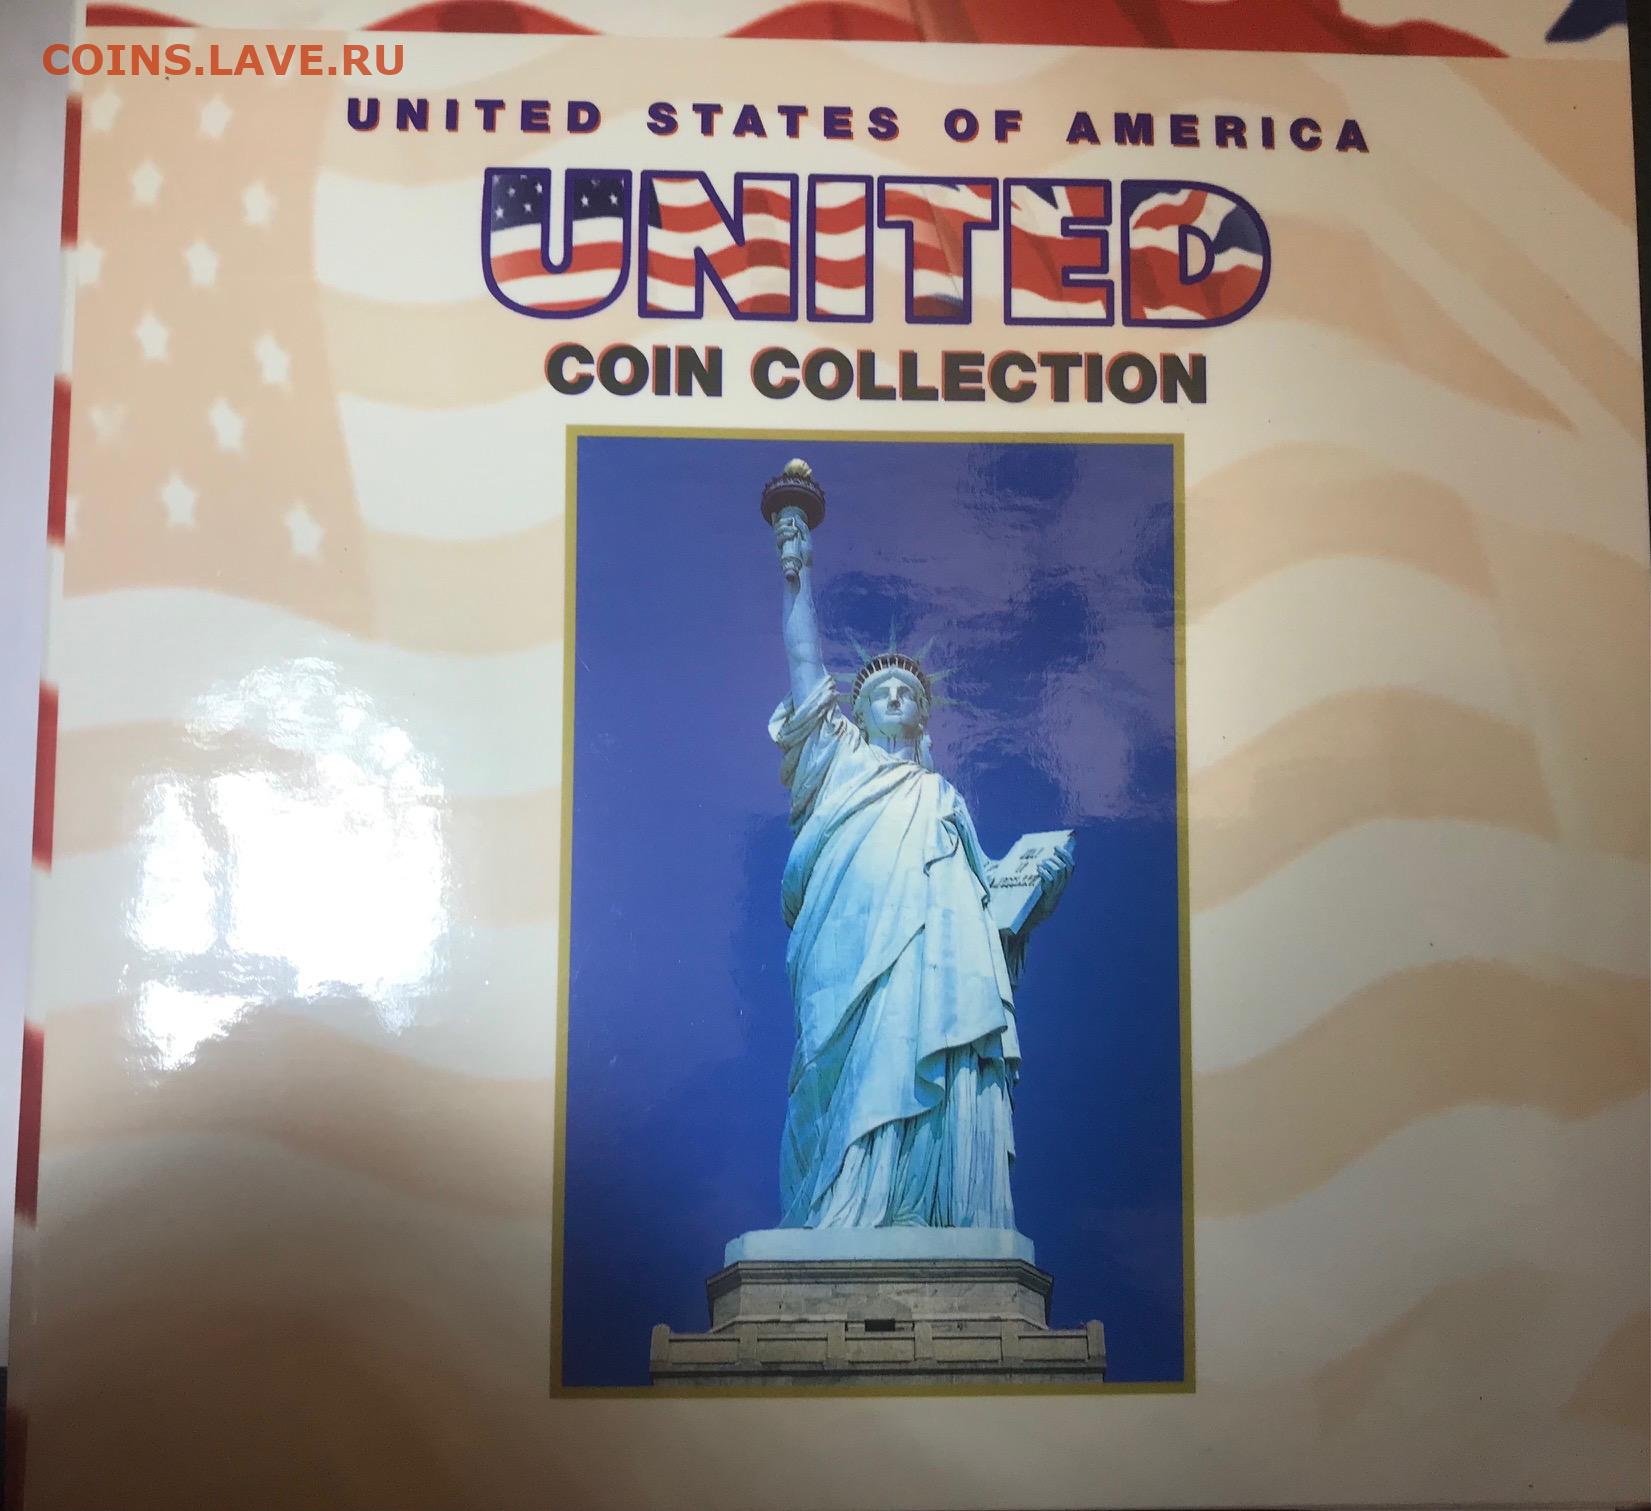 COINS.LAVE.RU
UNITED STATES OF AMERICA
UNITED
COIN COLLECTION